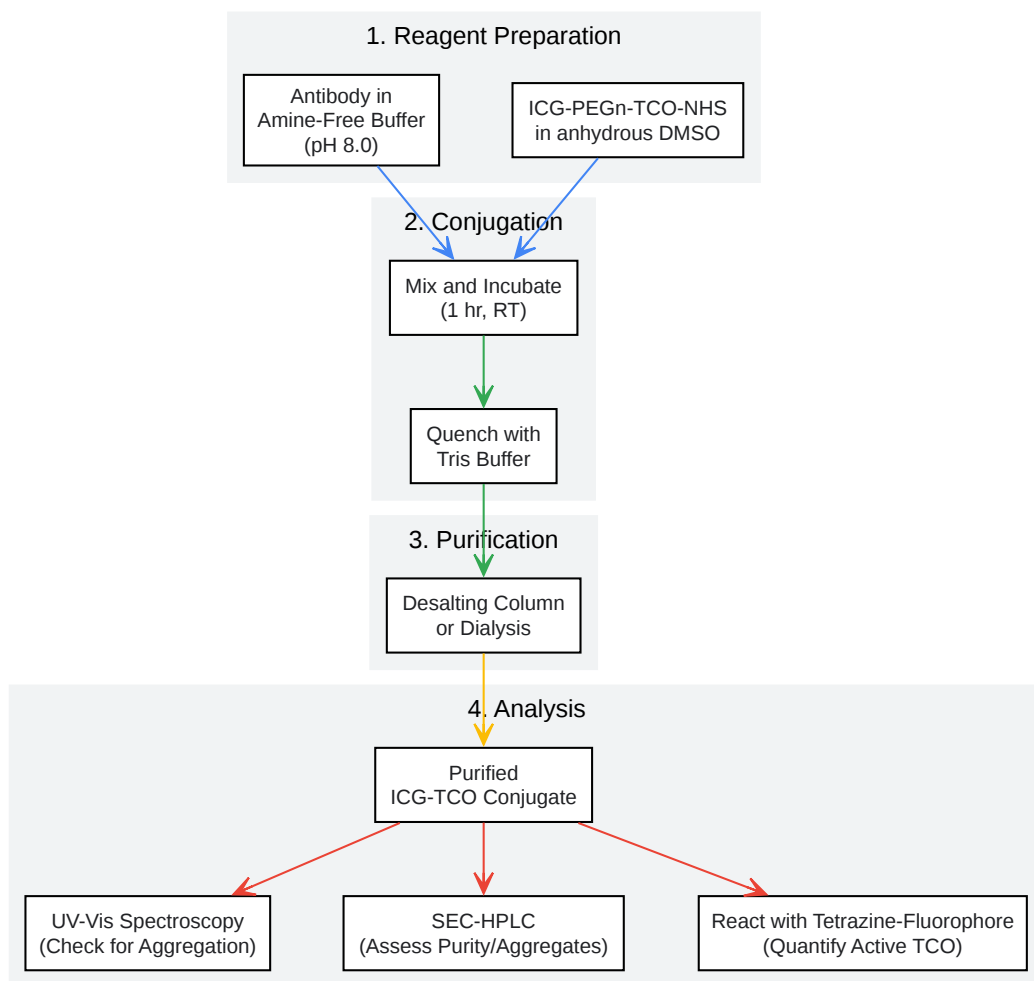 1. Reagent Preparation
Antibody in
Amine-Free Buffer
(pH 8.0)
ICG-PEGn-TCO-NHS
in anhydrous DMSO
2. Conjugation
Mix and Incubate
(1 hr, RT)
Quench with
Tris Buffer
3. Purification
Desalting Column
or Dialysis
4. Analysis
Purified
ICG-TCO Conjugate
UV-Vis Spectroscopy
(Check for Aggregation)
SEC-HPLC
(Assess Purity/Aggregates)
React with Tetrazine-Fluorophore
(Quantify Active TCO)